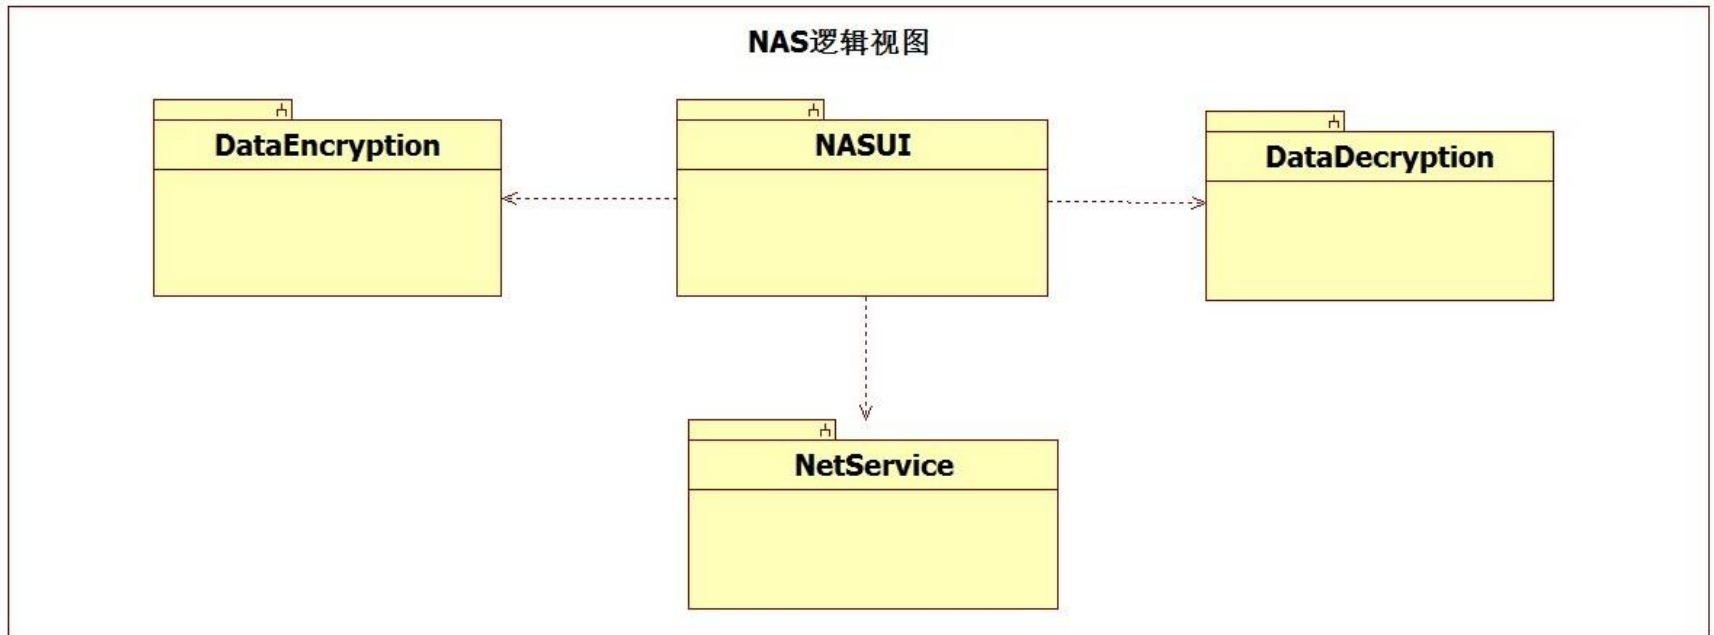 NAS逻辑视图
DataEncryption
NASUI
DataDecryption
NetService